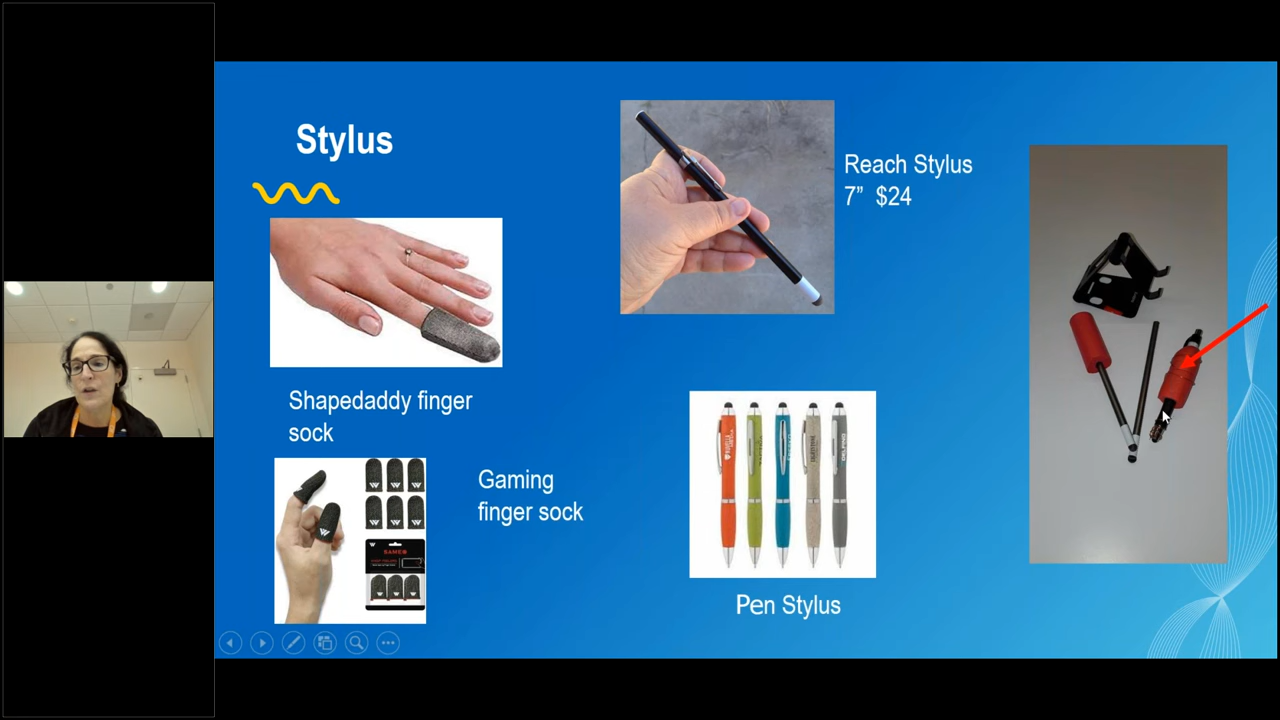 Stylus
Reach Stylus
7” $24
Shapedaddy finger
sock
Gaming
finger sock
Pen Stylus